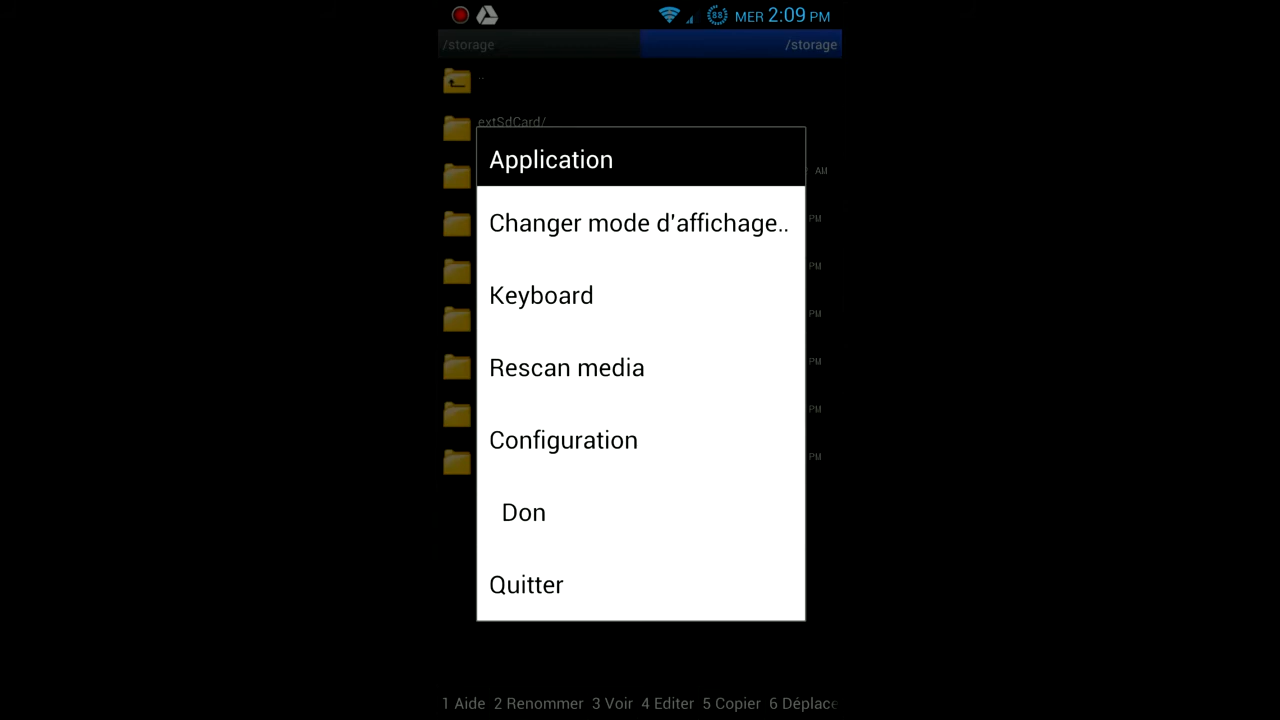 88 MER 2:09 PM
/storage /storage
..
extSdCard/
Application
AM
Changer mode d'affichage..
PM
PM
Keyboard
PM
Rescan media
PM
PM
Configuration
PM
Don
Quitter
1 Aide 2 Renommer 3 Voir 4 Editer 5 Copier 6 Déplace